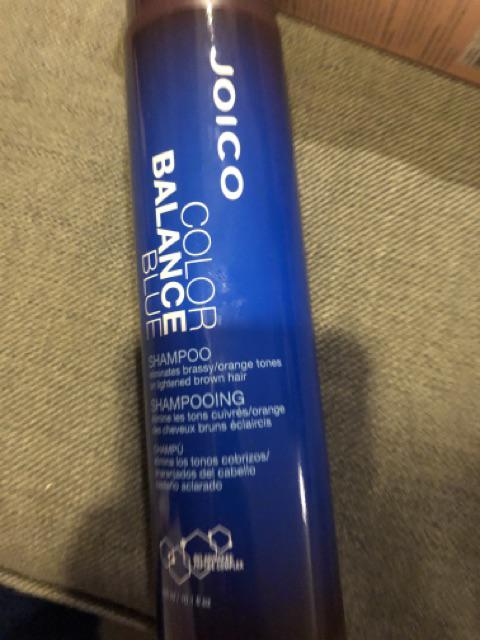 JOICO
COLOR
BALANCE
BLUE
SHAMPOO
eliminates brassy/orange tones
on lightened brown hair
SHAMPOOING
élimine les tons cuivrés/orange
des cheveux bruns éclaircis
CHAMPÚ
elimina los tonos cobrizos/
anaranjados del cabello
castaño aclarado